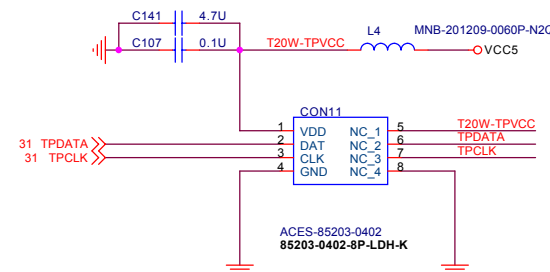 C141 4.7U
L4 MNB-201209-0060P-N2
C107 0.1U T20W-TPVCC VCC5
CON11
1 VDD NC_1 5 T20W-TPVCC
31 TPDATA 2 DAT NC_2 6 TPDATA
31 TPCLK 3 CLK NC_3 7 TPCLK
4 GND NC_4 8
ACES-85203-0402
85203-0402-8P-LDH-K